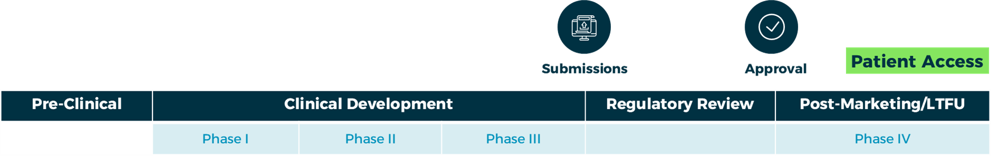 Submissions
Approval
Patient Access
Pre-Clinical
Clinical Development
Regulatory Review
Post-Marketing/LTFU
Phase I
Phase II
Phase III
Phase IV